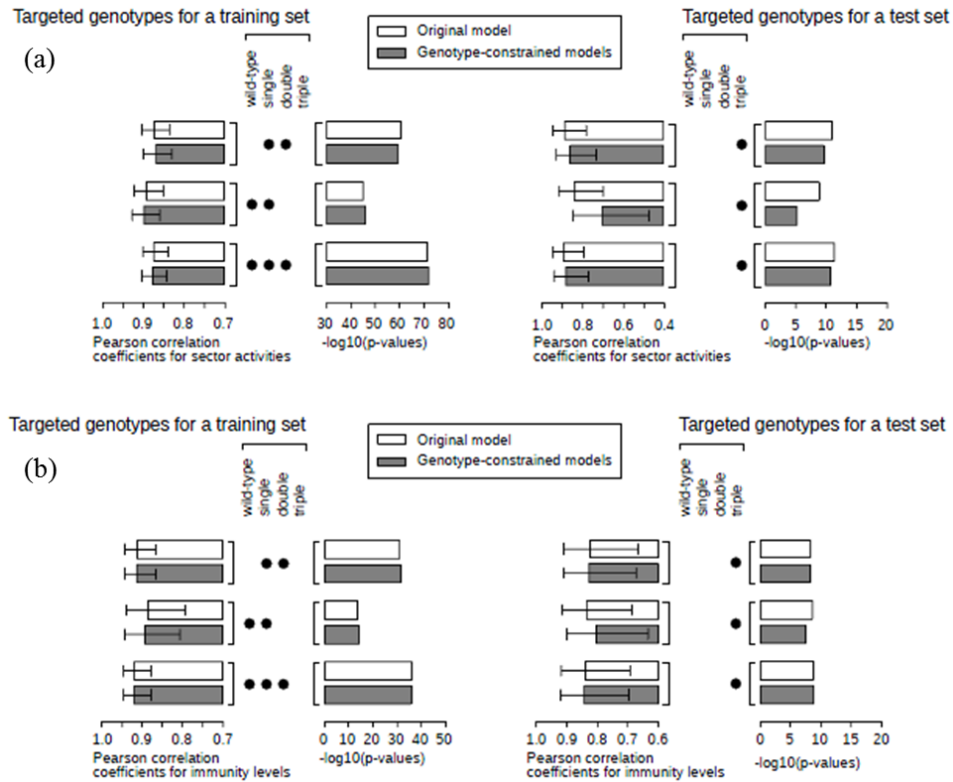 Targeted genotypes for a training set
Original model
Genotype-constrained models
Targeted genotypes for a test set
(a)
wild-type
single
double
triple
wild-type
single
double
triple
1.0 0.9 0.8 0.7
30 40 50 60 70 80
1.0 0.8 0.6 0.4
0 5 10 15 20
Pearson correlation
coefficients for sector activities
-log10(p-values)
Pearson correlation
coefficients for sector activities
-log10(p-values)
Targeted genotypes for a training set
Original model
Genotype-constrained models
Targeted genotypes for a test set
(b)
wild-type
single
double
triple
wild-type
single
double
triple
1.0 0.9 0.8 0.7
0 10 20 30 40 50
1.0 0.9 0.8 0.7 0.6
0 5 10 15 20
Pearson correlation
coefficients for immunity levels
-log10(p-values)
Pearson correlation
coefficients for immunity levels
-log10(p-values)